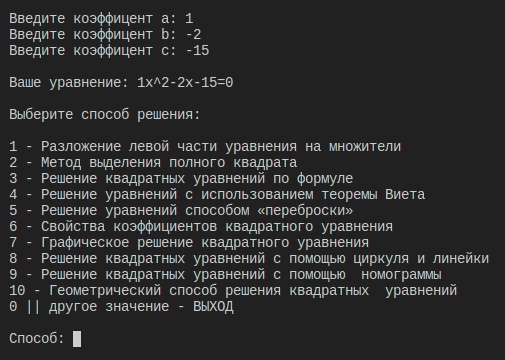 Введите коэффицент a: 1
Введите коэффицент b: -2
Введите коэффицент c: -15
Ваше уравнение: 1x^2-2x-15=0
Выберите способ решения:
1 - Разложение левой части уравнения на множители
2 - Метод выделения полного квадрата
3 - Решение квадратных уравнений по формуле
4 - Решение уравнений с использованием теоремы Виета
5 - Решение уравнений способом «переброски»
6 - Свойства коэффициентов квадратного уравнения
7 - Графическое решение квадратного уравнения
8 - Решение квадратных уравнений с помощью циркуля и линейки
9 - Решение квадратных уравнений с помощью  номограммы
10 - Геометрический способ решения квадратных  уравнений
0 || другое значение - ВЫХОД
Способ: